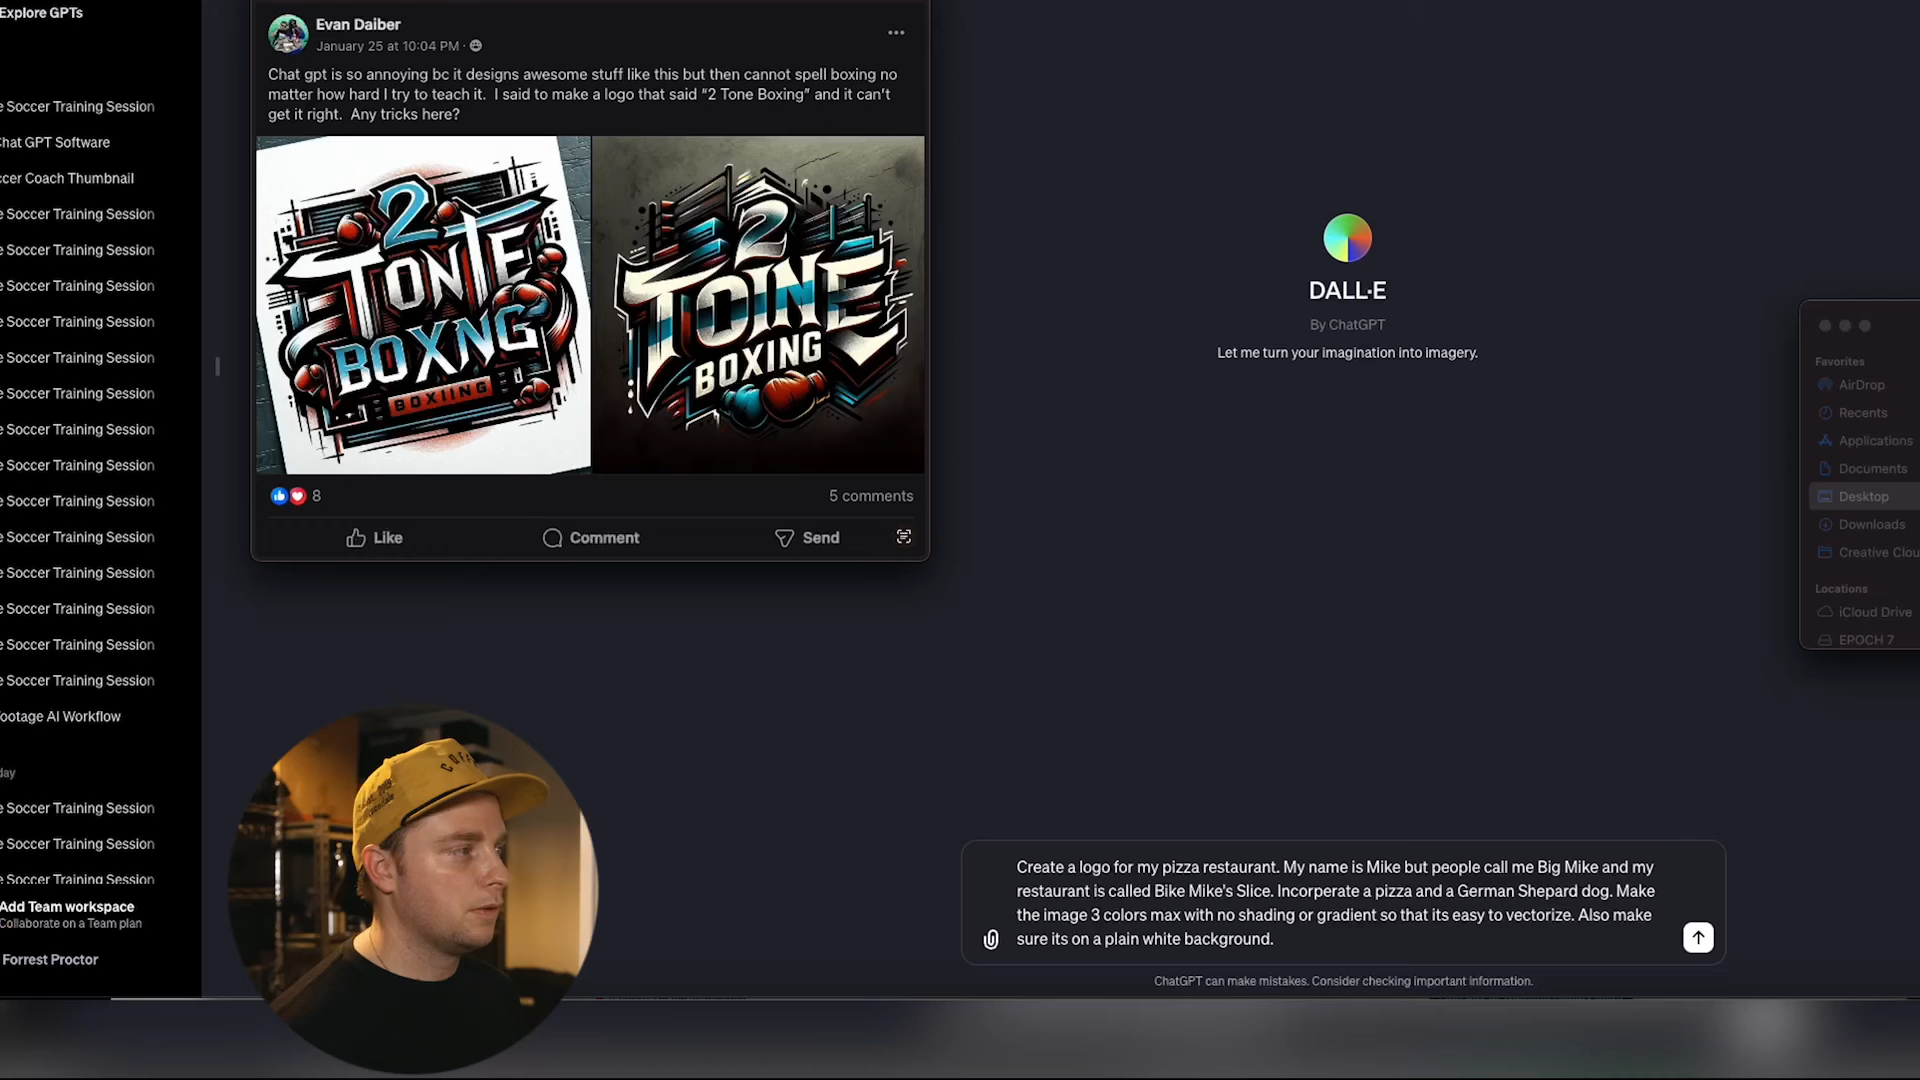 Explore GPTs
e Soccer Training Session
Chat GPT Software
ccer Coach Thumbnail
e Soccer Training Session
e Soccer Training Session
e Soccer Training Session
e Soccer Training Session
e Soccer Training Session
e Soccer Training Session
e Soccer Training Session
e Soccer Training Session
e Soccer Training Session
e Soccer Training Session
e Soccer Training Session
e Soccer Training Session
e Soccer Training Session
e Soccer Training Session
ootage AI Workflow
day
e Soccer Training Session
e Soccer Training Session
e Soccer Training Session
Add Team workspace
Collaborate on a Team plan
Forrest Proctor
Evan Daiber
January 25 at 10:04 PM ·
Chat gpt is so annoying bc it designs awesome stuff like this but then cannot spell boxing no
matter how hard I try to teach it. I said to make a logo that said “2 Tone Boxing” and it can’t
get it right. Any tricks here?
2
TONTE
BOXNG
BOXIING
2
TOINE
BOXING
8
5 comments
Like
Comment
Send
DALL·E
By ChatGPT
Let me turn your imagination into imagery.
Create a logo for my pizza restaurant. My name is Mike but people call me Big Mike and my
restaurant is called Bike Mike's Slice. Incorperate a pizza and a German Shepard dog. Make
the image 3 colors max with no shading or gradient so that its easy to vectorize. Also make
sure its on a plain white background.
ChatGPT can make mistakes. Consider checking important information.
Favorites
AirDrop
Recents
Applications
Documents
Desktop
Downloads
Creative Clou
Locations
iCloud Drive
EPOCH 7